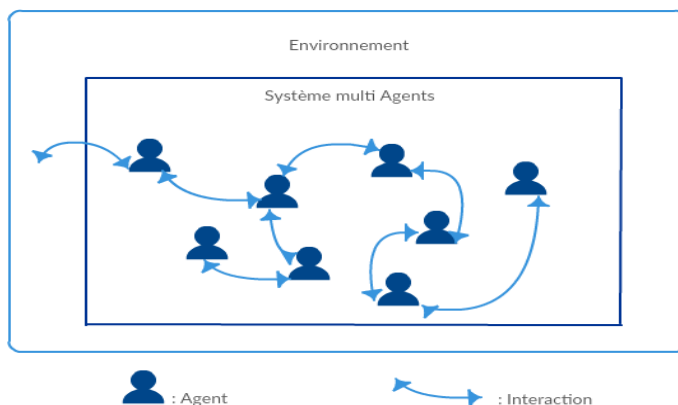 Environnement
Système multi Agents
: Agent
: Interaction